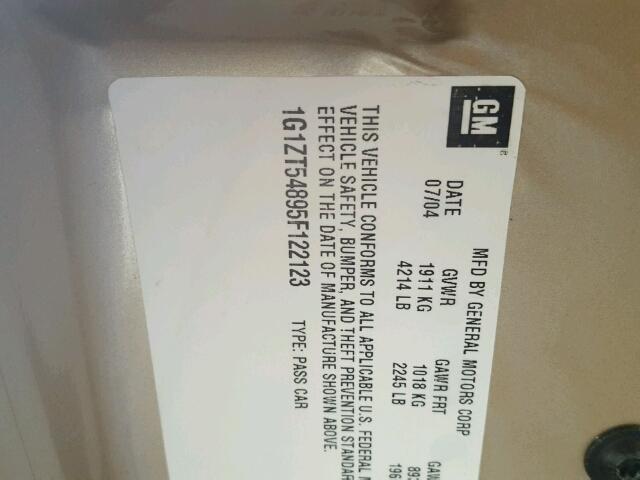 GM
MFD BY GENERAL MOTORS CORP
DATE GVWR GAWR FRT
07/04 1911 KG 1018 KG
4214 LB 2245 LB
THIS VEHICLE CONFORMS TO ALL APPLICABLE U.S. FEDERAL
VEHICLE SAFETY, BUMPER, AND THEFT PREVENTION
EFFECT ON THE DATE OF MANUFACTURE SHOWN ABOVE.
1G1ZT54895F122123 TYPE: PASS CAR